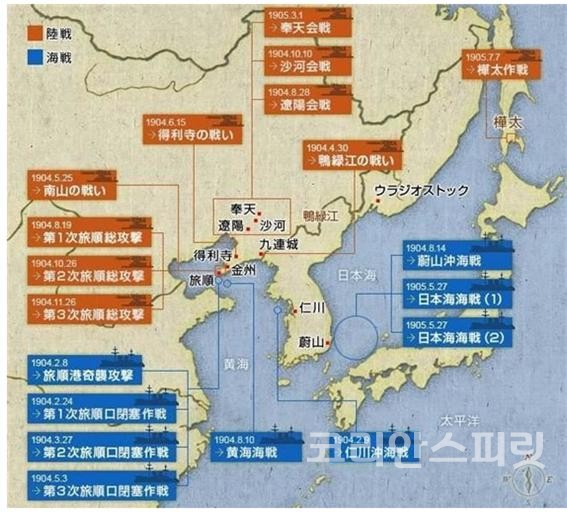 陸戦
海戦
1905.3.1
奉天会戦
1904.10.10
沙河会戦
1904.8.28
遼陽会戦
1905.7.7
樺太作戦
1904.6.15
得利寺の戦い
1904.4.30
鴨緑江の戦い
1904.5.25
南山の戦い
1904.8.19
第1次旅順総攻撃
1904.10.26
第2次旅順総攻撃
1904.11.26
第3次旅順総攻撃
樺太
ウラジオストック
奉天
遼陽
沙河
鴨緑江
九連城
得利寺
金州
旅順
仁川
蔚山
日本海
黄海
太平洋
1904.8.14
蔚山沖海戦
1905.5.27
日本海海戦(1)
1905.5.27
日本海海戦(2)
1904.2.8
旅順港奇襲攻撃
1904.2.24
第1次旅順口閉塞作戦
1904.3.27
第2次旅順口閉塞作戦
1904.5.3
第3次旅順口閉塞作戦
1904.8.10
黄海海戦
1904.2.9
仁川沖海戦
코리안스피릿
N
W
E
S